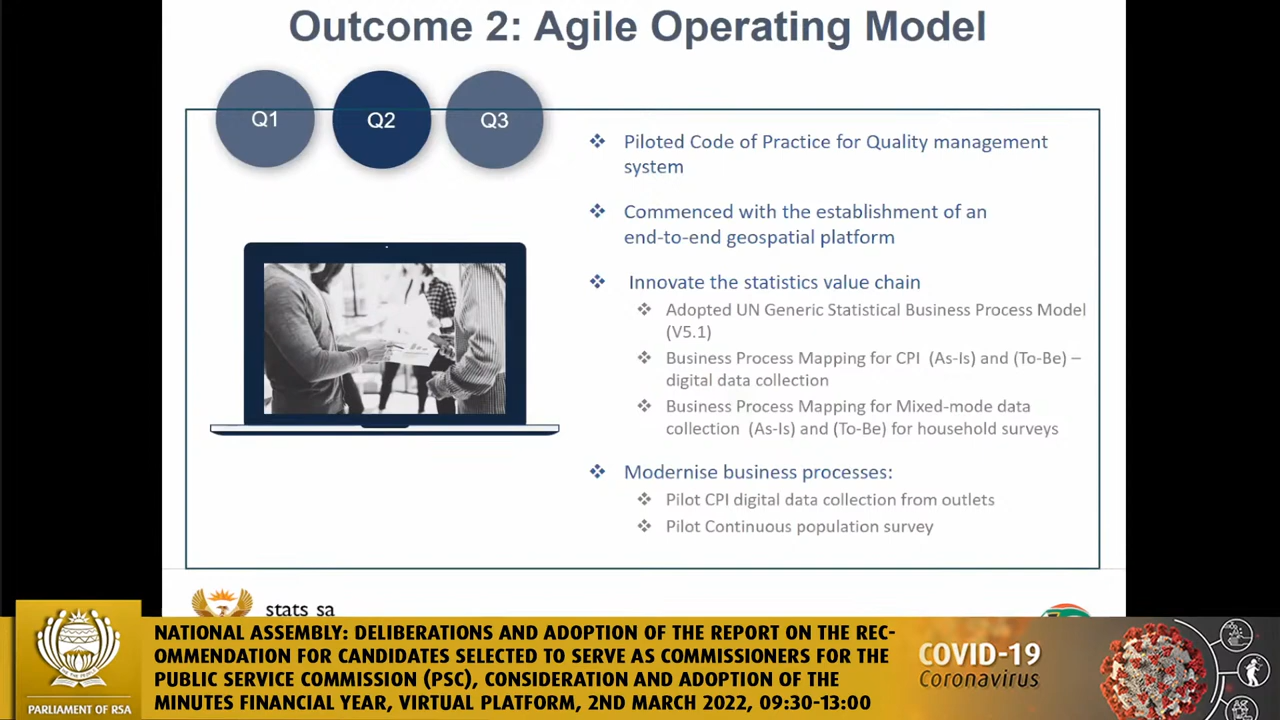 Outcome 2: Agile Operating Model
Q1
Q2
Q3
❖ Piloted Code of Practice for Quality management
system
❖ Commenced with the establishment of an
end-to-end geospatial platform
❖ Innovate the statistics value chain
❖ Adopted UN Generic Statistical Business Process Model
(V5.1)
❖ Business Process Mapping for CPI (As-Is) and (To-Be) –
digital data collection
❖ Business Process Mapping for Mixed-mode data
collection (As-Is) and (To-Be) for household surveys
❖ Modernise business processes:
❖ Pilot CPI digital data collection from outlets
❖ Pilot Continuous population survey
stats sa
PARLIAMENT OF RSA
NATIONAL ASSEMBLY: DELIBERATIONS AND ADOPTION OF THE REPORT ON THE REC-
OMMENDATION FOR CANDIDATES SELECTED TO SERVE AS COMMISSIONERS FOR THE
PUBLIC SERVICE COMMISSION (PSC), CONSIDERATION AND ADOPTION OF THE
MINUTES FINANCIAL YEAR, VIRTUAL PLATFORM, 2ND MARCH 2022, 09:30-13:00
COVID-19
Coronavirus